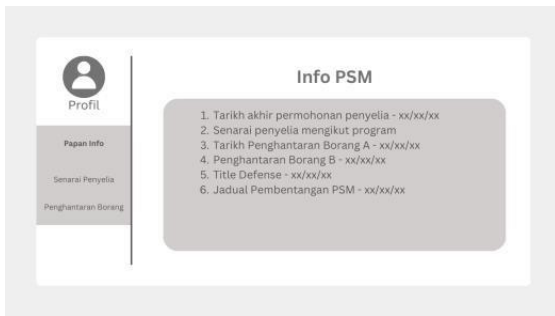 Profil
Papan Info
Senarai Penyelia
Penghantaran Borang
Info PSM
1. Tarikh akhir permohonan penyelia - xx/xx/xx
2. Senarai penyelia mengikut program
3. Tarikh Penghantaran Borang A - xx/xx/xx
4. Penghantaran Borang B - xx/xx/xx
5. Title Defense - xx/xx/xx
6. Jadual Pembentangan PSM - xx/xx/xx